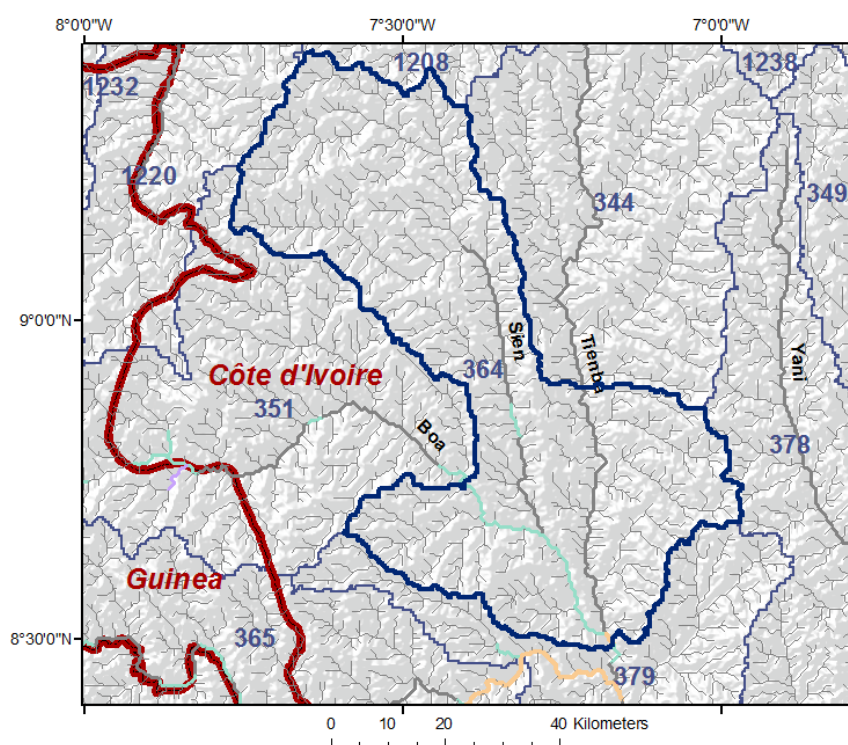 8°0'0"W
7°30'0"W
7°0'0"W
1208
1238
1232
1220
344
349
9°0'0"N
Sien
Tienba
Yani
364
Côte d'Ivoire
351
Boa
378
Guinea
8°30'0"N
365
379
0 10 20 40 Kilometers